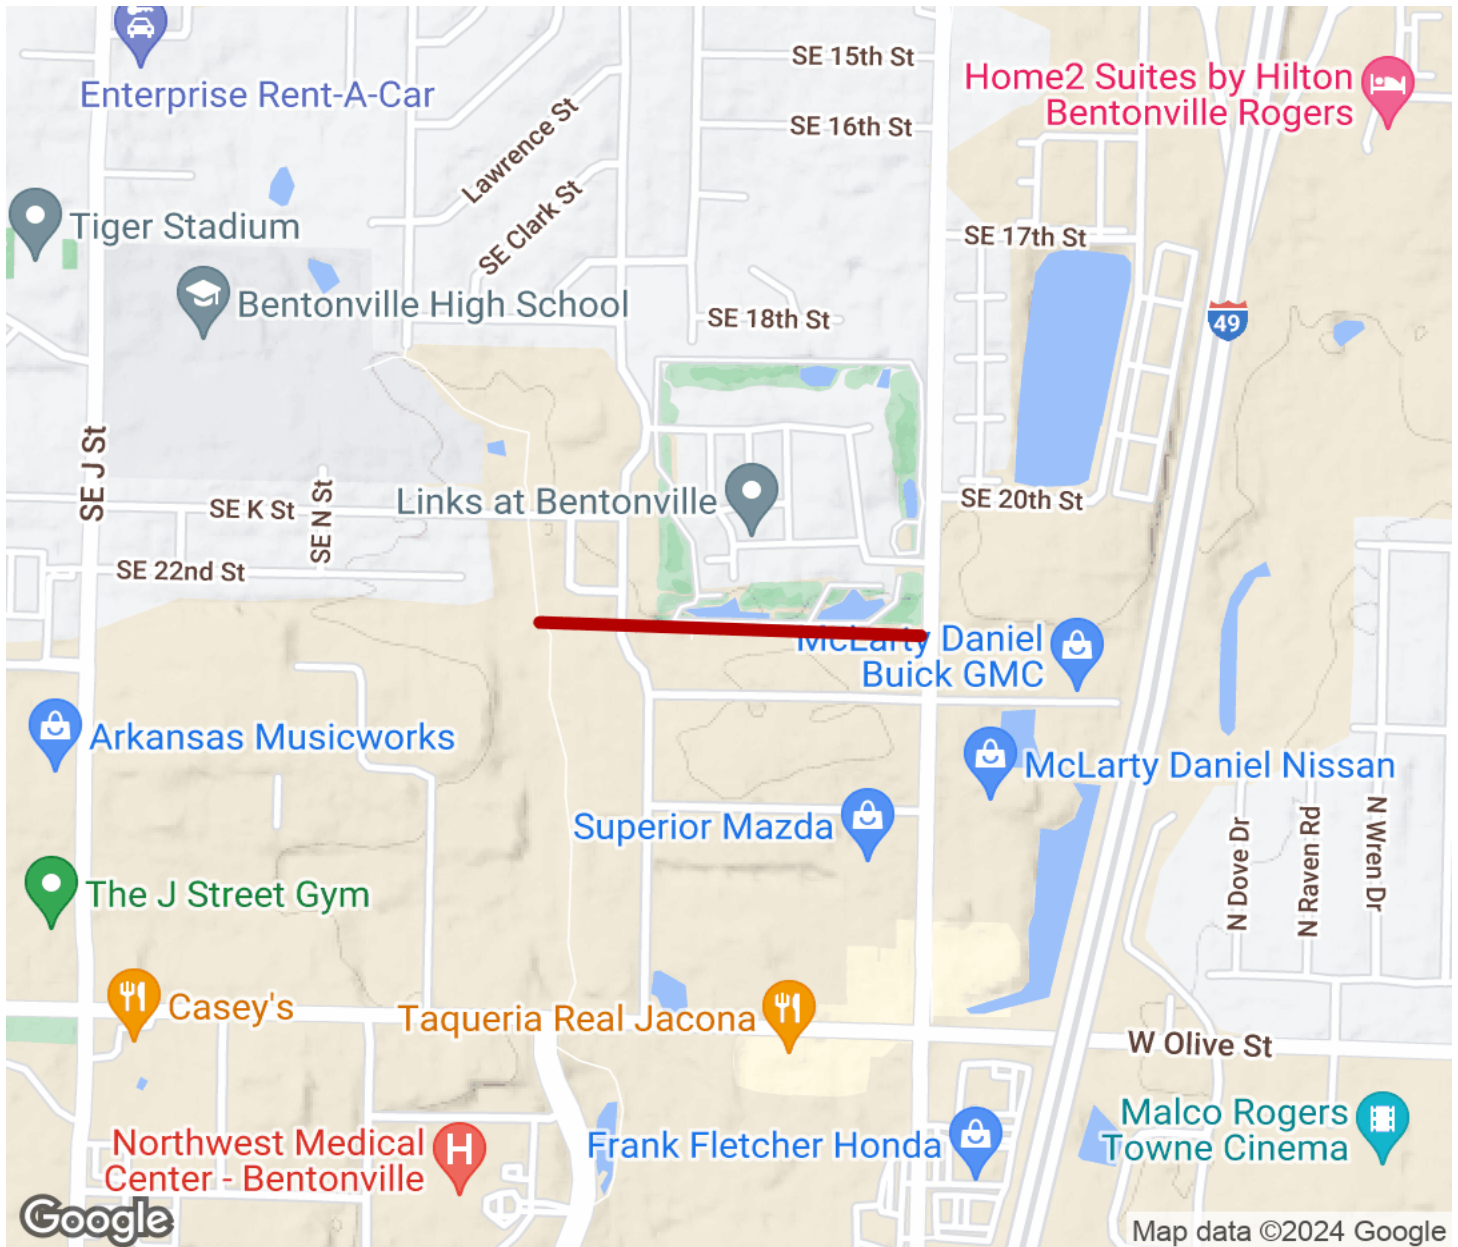 SE 15th St
Home2 Suites by Hilton
Bentonville Rogers
Enterprise Rent-A-Car
SE 16th St
Lawrence St
Tiger Stadium
SE Clark St
SE 17th St
Bentonville High School
SE 18th St
49
SE J St
Links at Bentonville
SE K St
SE N St
SE 20th St
SE 22nd St
McLarty Daniel
Buick GMC
Arkansas Musicworks
McLarty Daniel Nissan
Superior Mazda
N Dove Dr
N Raven Rd
N Wren Dr
The J Street Gym
Casey's
Taqueria Real Jacona
W Olive St
Northwest Medical
Center - Bentonville
H
Frank Fletcher Honda
Malco Rogers
Towne Cinema
Google
Map data ©2024 Google